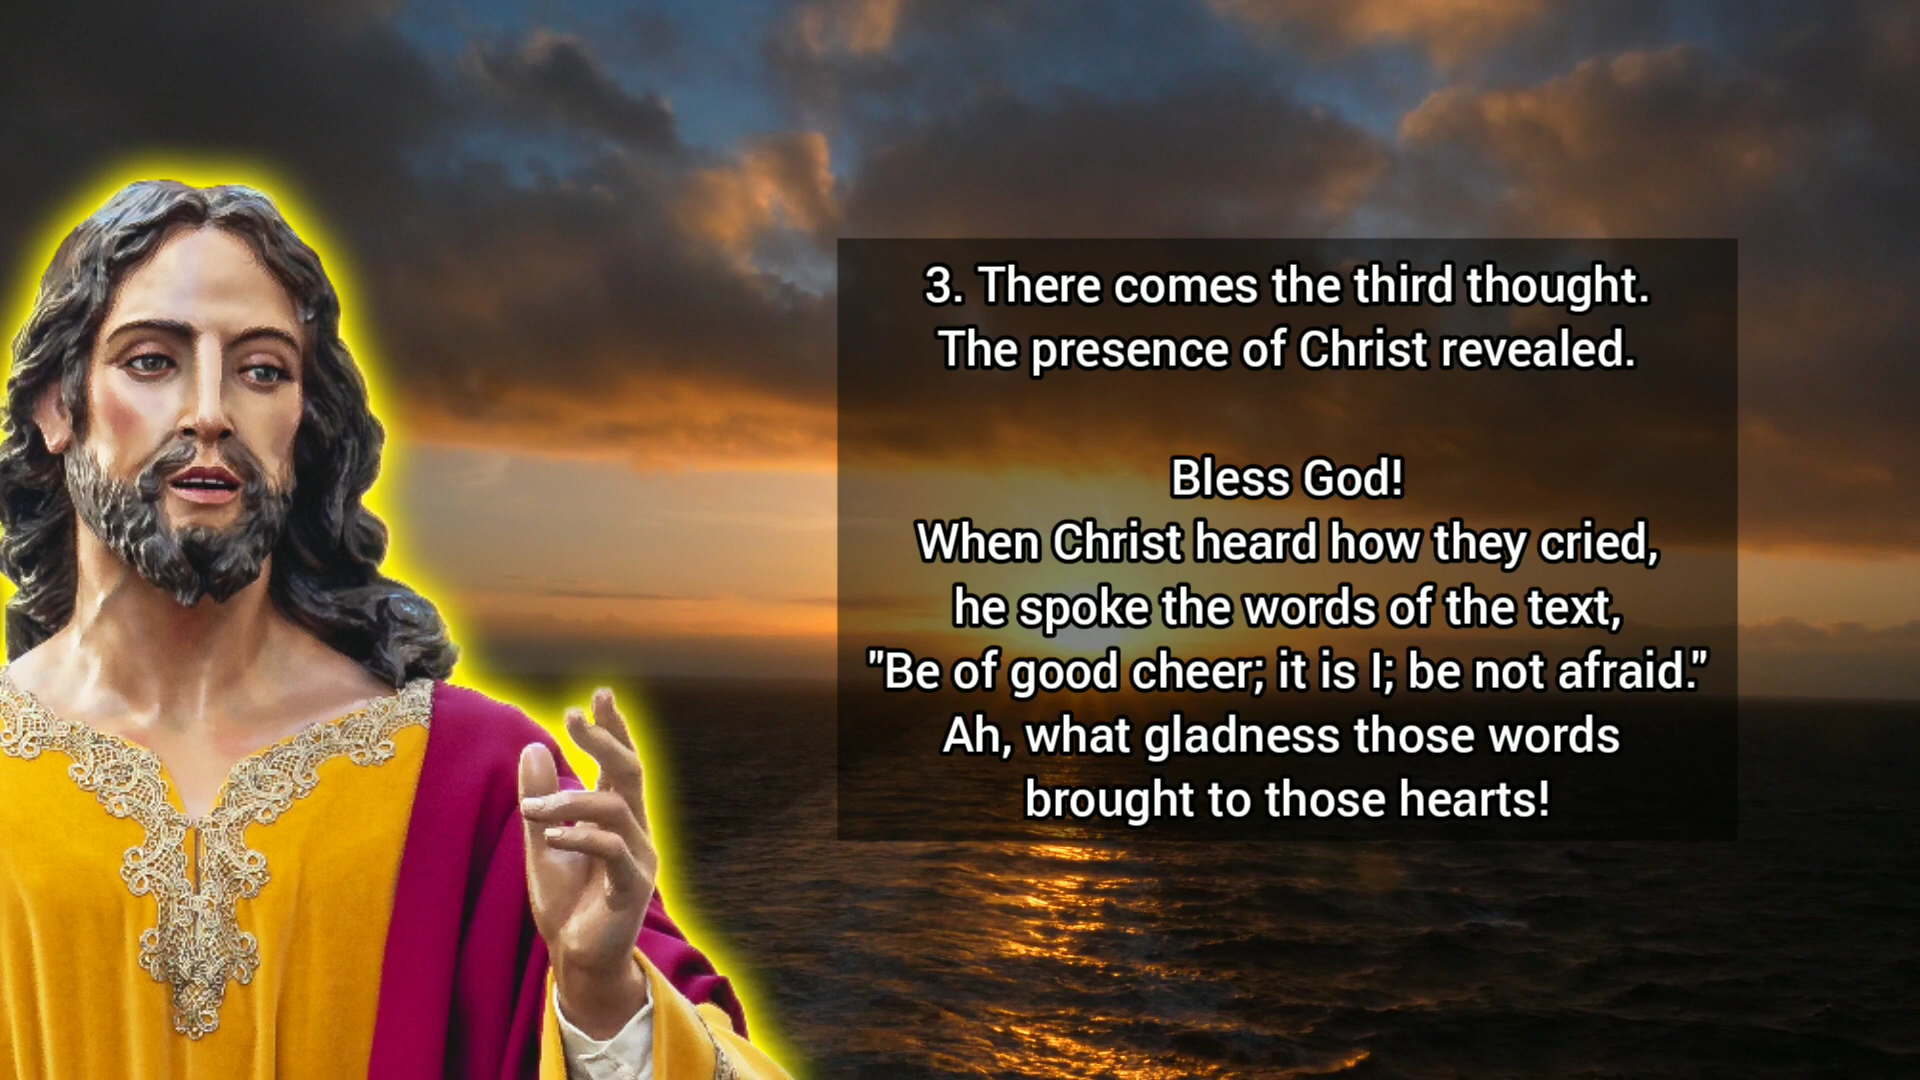 3. There comes the third thought.
The presence of Christ revealed.
Bless God!
When Christ heard how they cried,
he spoke the words of the text,
"Be of good cheer; it is I; be not afraid."
Ah, what gladness those words
brought to those hearts!